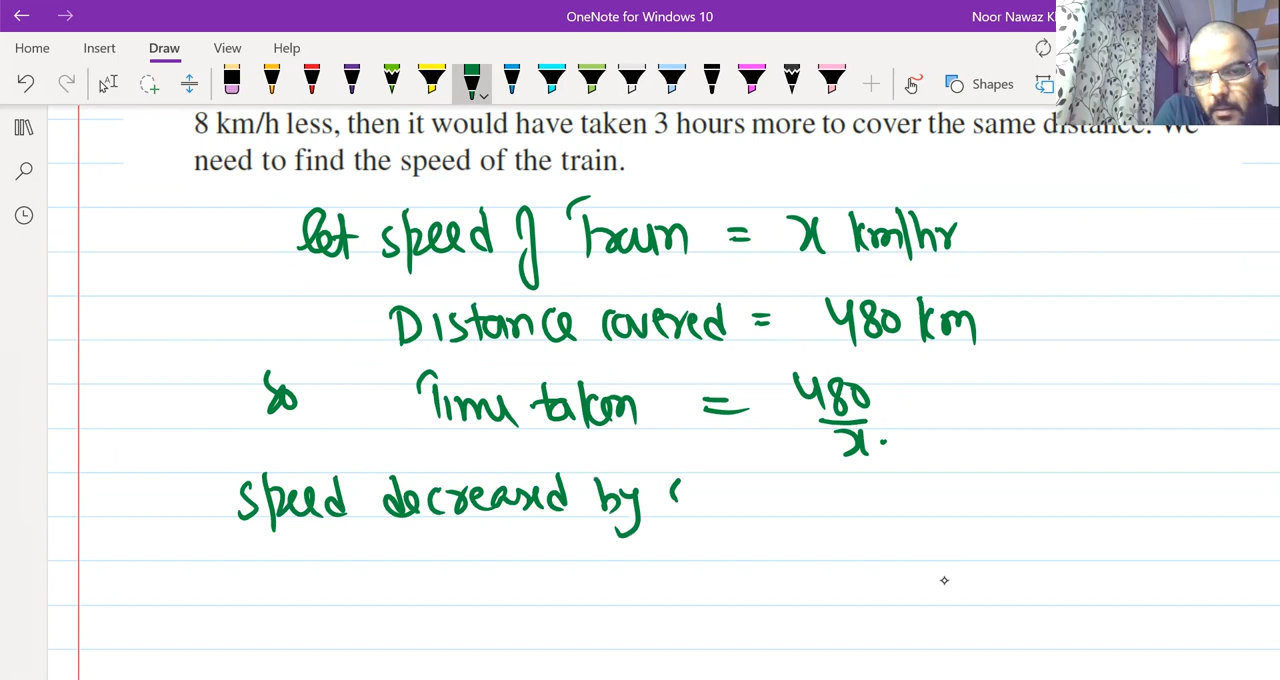 OneNote for Windows 10
Noor Nawaz K
Home Insert Draw View Help
Shapes
8 km/h less, then it would have taken 3 hours more to cover the same distance. We
need to find the speed of the train.
let speed of Train = x km/hr
Distance covered = 480 km
So Time taken = 480/x.
speed decreased by